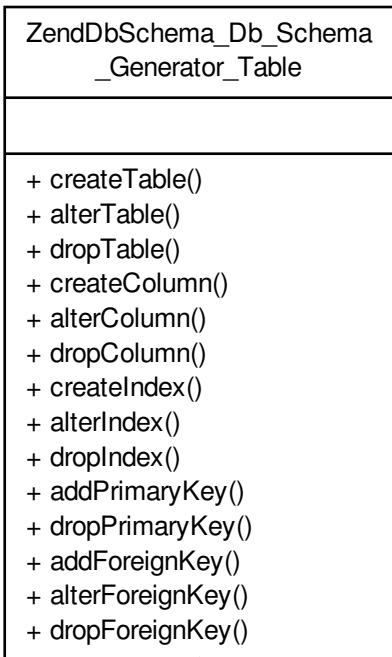 ZendDbSchema_Db_Schema
_Generator_Table
+ createTable()
+ alterTable()
+ dropTable()
+ createColumn()
+ alterColumn()
+ dropColumn()
+ createIndex()
+ alterIndex()
+ dropIndex()
+ addPrimaryKey()
+ dropPrimaryKey()
+ addForeignKey()
+ alterForeignKey()
+ dropForeignKey()